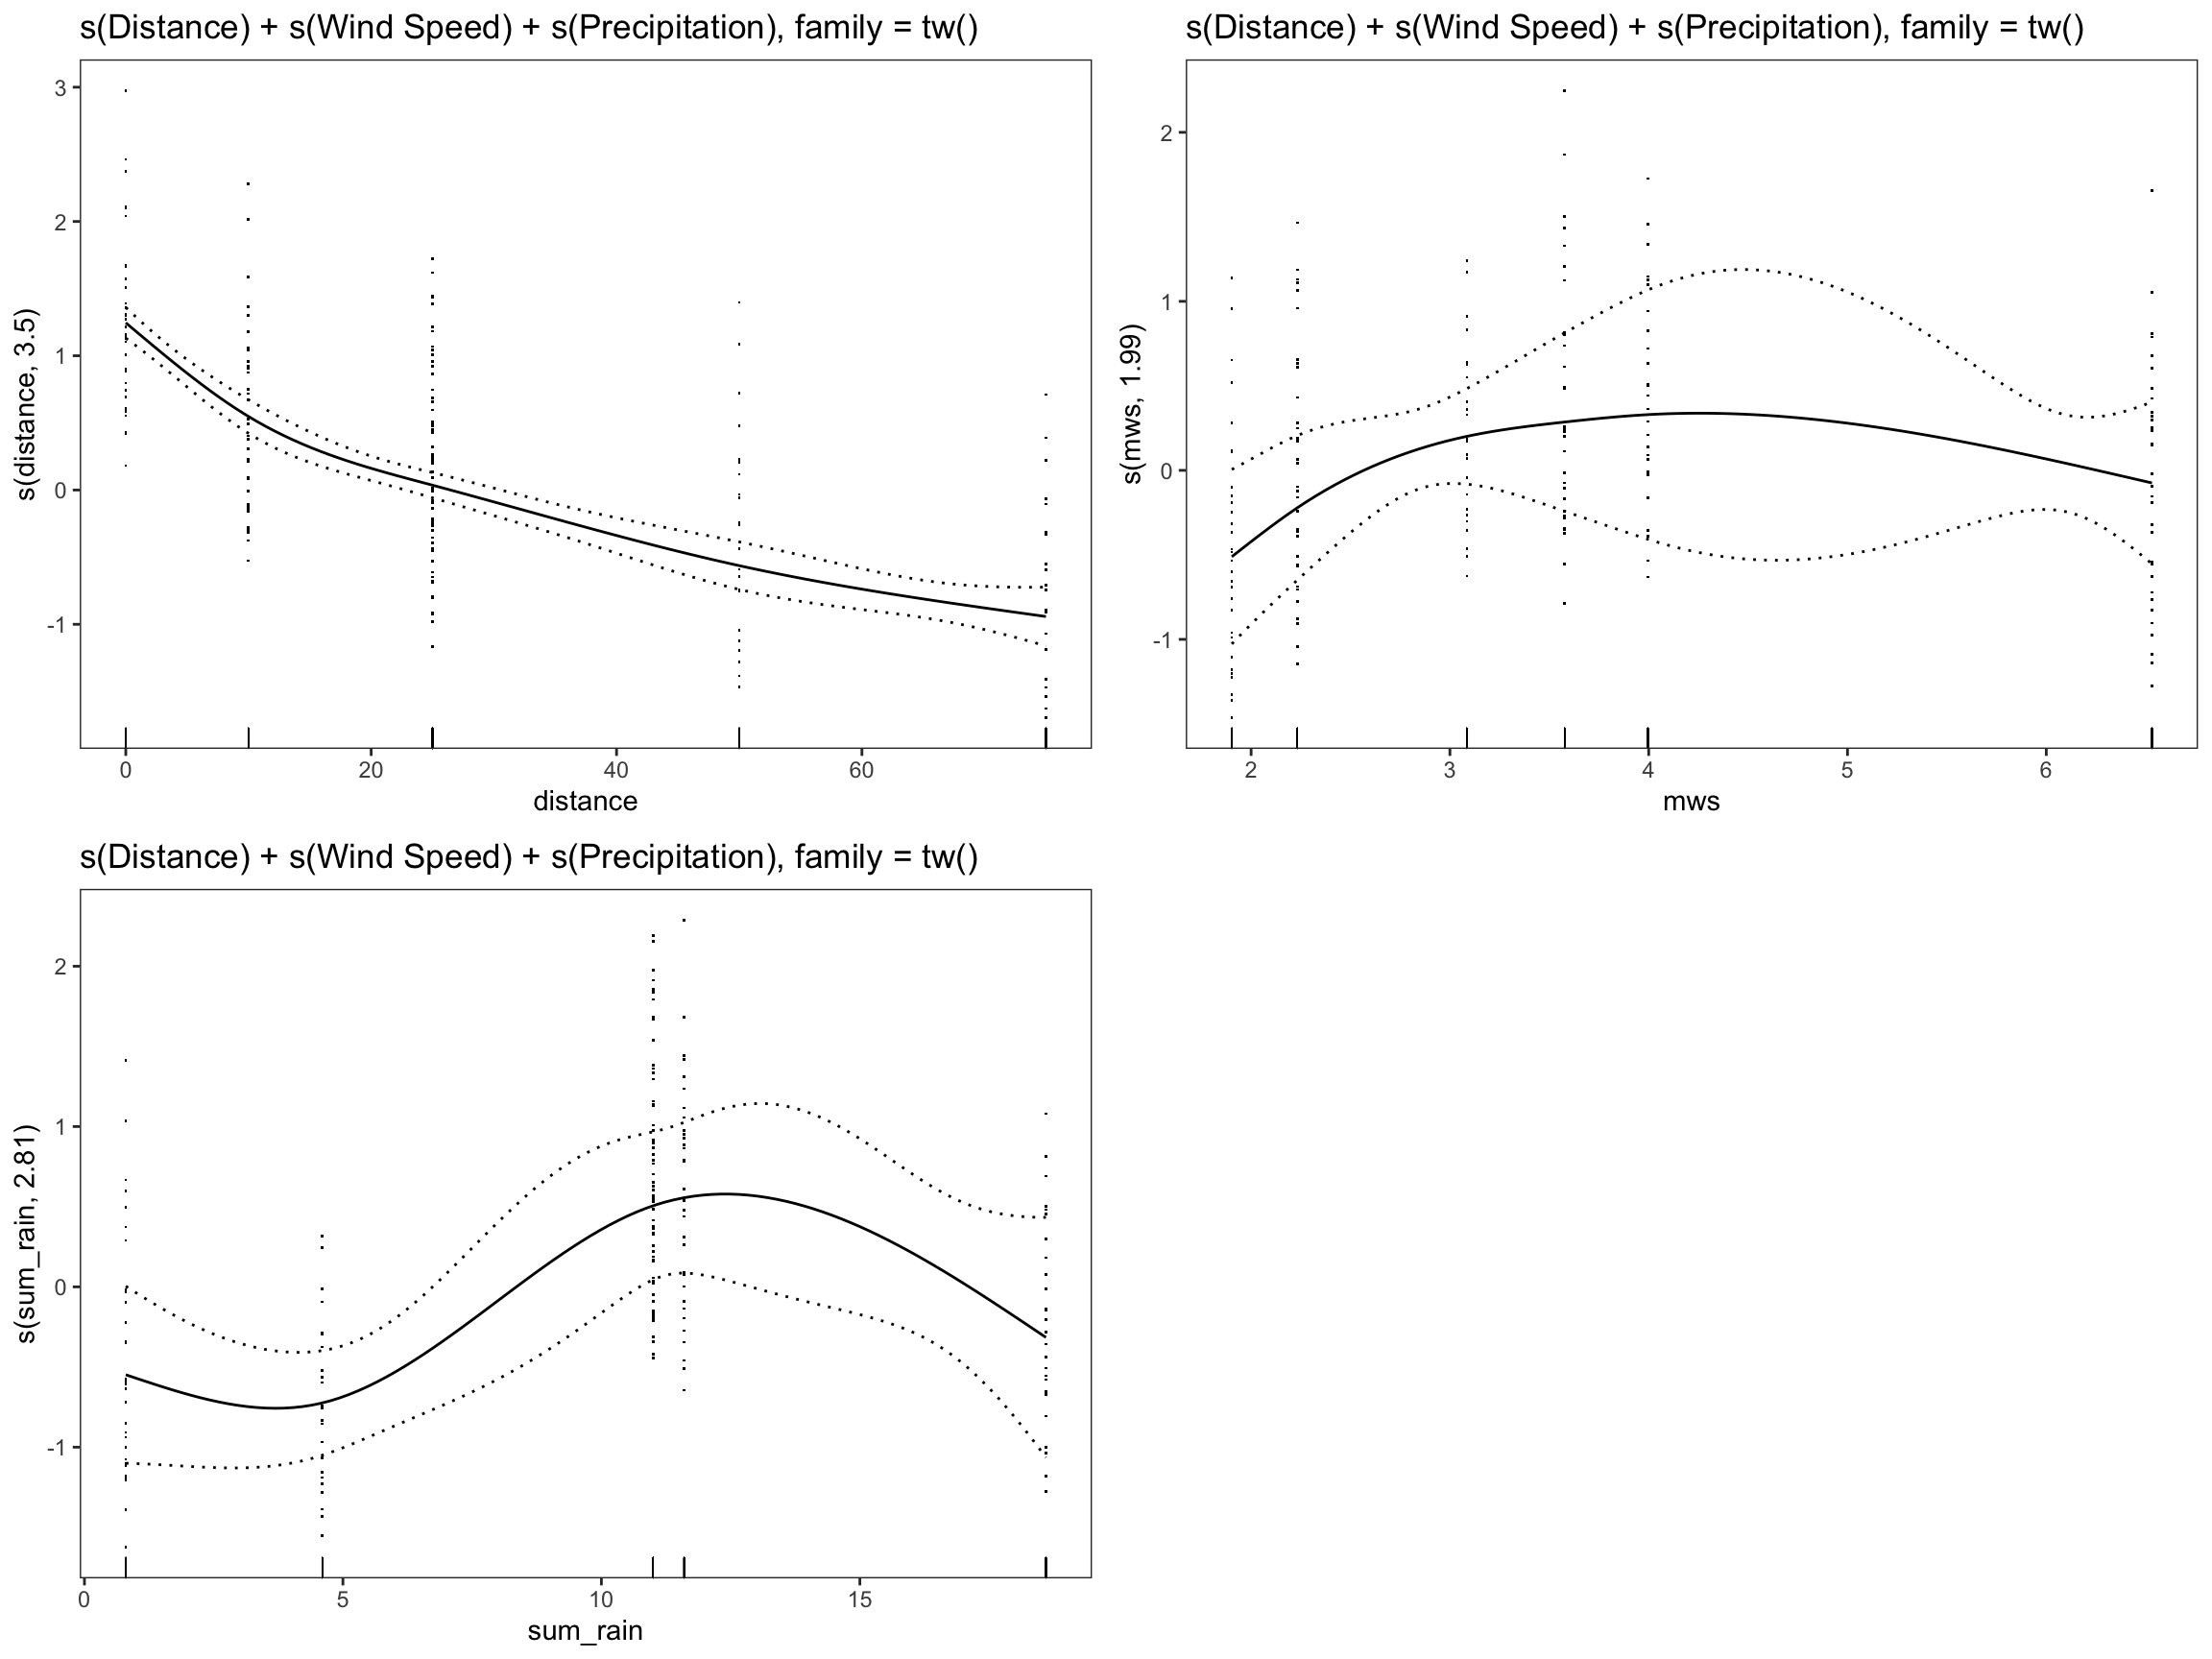 s(Distance) + s(Wind Speed) + s(Precipitation), family = tw()
s(distance, 3.5)
3
2
1
0
-1
0 20 40 60
distance
s(Distance) + s(Wind Speed) + s(Precipitation), family = tw()
s(mws, 1.99)
2
1
0
-1
2 3 4 5 6
mws
s(Distance) + s(Wind Speed) + s(Precipitation), family = tw()
s(sum_rain, 2.81)
2
1
0
-1
0 5 10 15
sum_rain